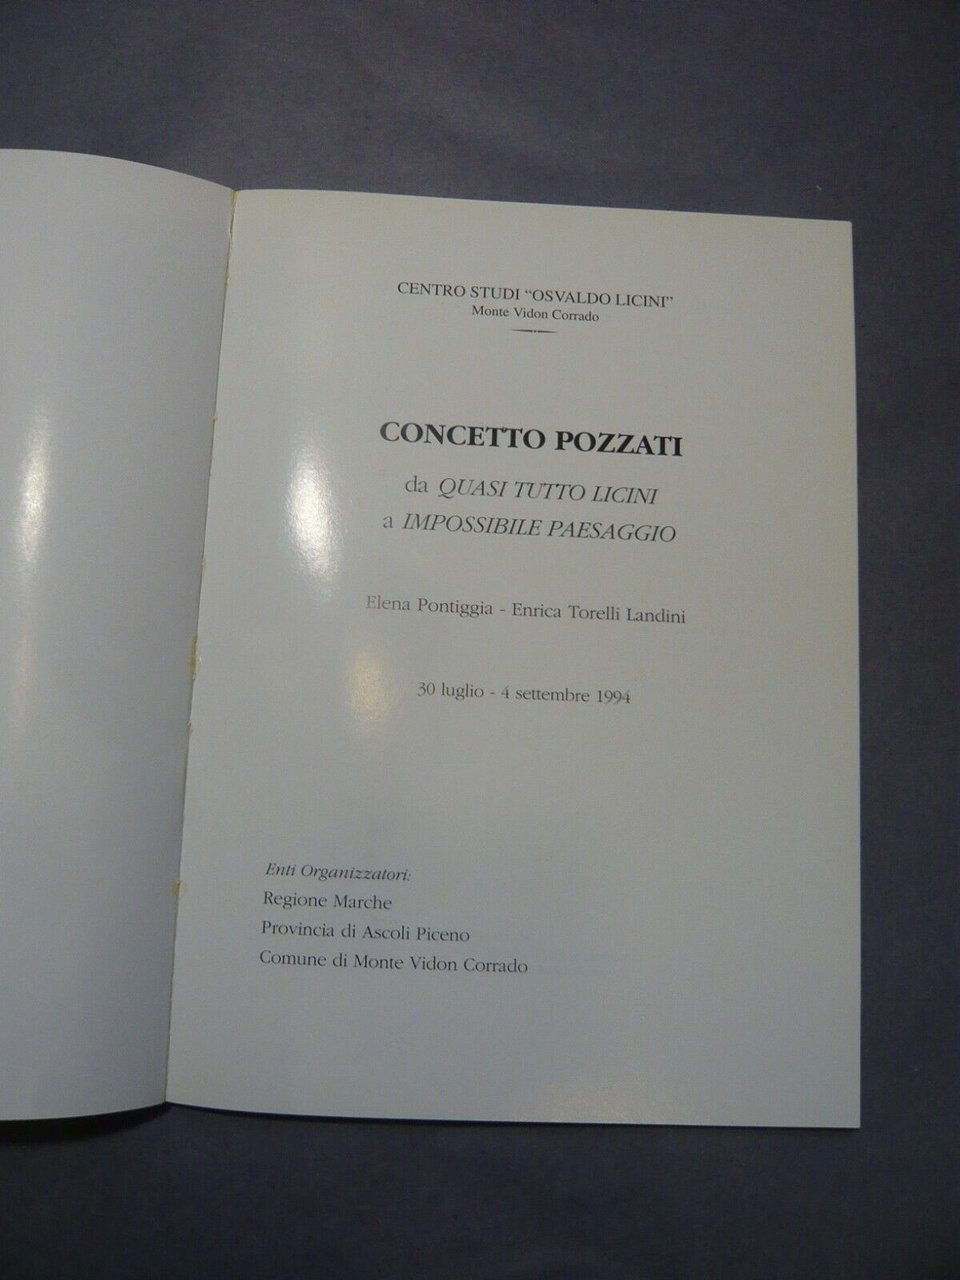 CENTRO STUDI “OSVALDO LICINI”
Monte Vidon Corrado
CONCETTO POZZATI
da QUASI TUTTO LICINI
a IMPOSSIBILE PAESAGGIO
Elena Pontiggia - Enrica Torelli Landini
30 luglio - 4 settembre 1994
Enti Organizzatori:
Regione Marche
Provincia di Ascoli Piceno
Comune di Monte Vidon Corrado